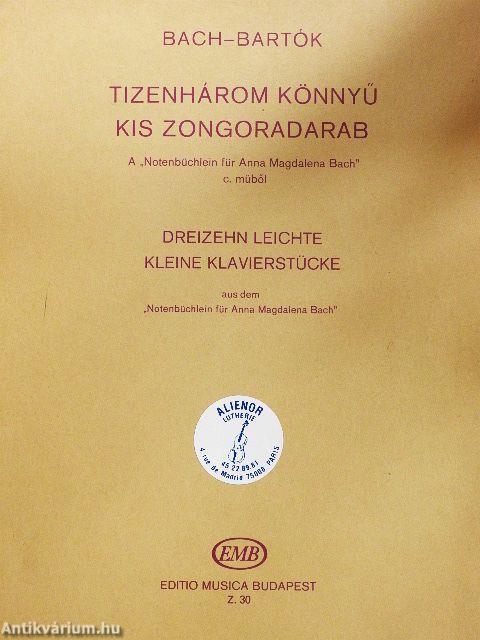 BACH–BARTÓK
TIZENHÁROM KÖNNYŰ
KIS ZONGORADARAB
A „Notenbüchlein für Anna Magdalena Bach”
c. műből
DREIZEHN LEICHTE
KLEINE KLAVIERSTÜCKE
aus dem
„Notenbüchlein für Anna Magdalena Bach”
ALIENOR
LUTHERIE
45 22 09 81
4 rue de Madrid 75008 PARIS
EMB
EDITIO MUSICA BUDAPEST
Z. 30
Antikvárium.hu